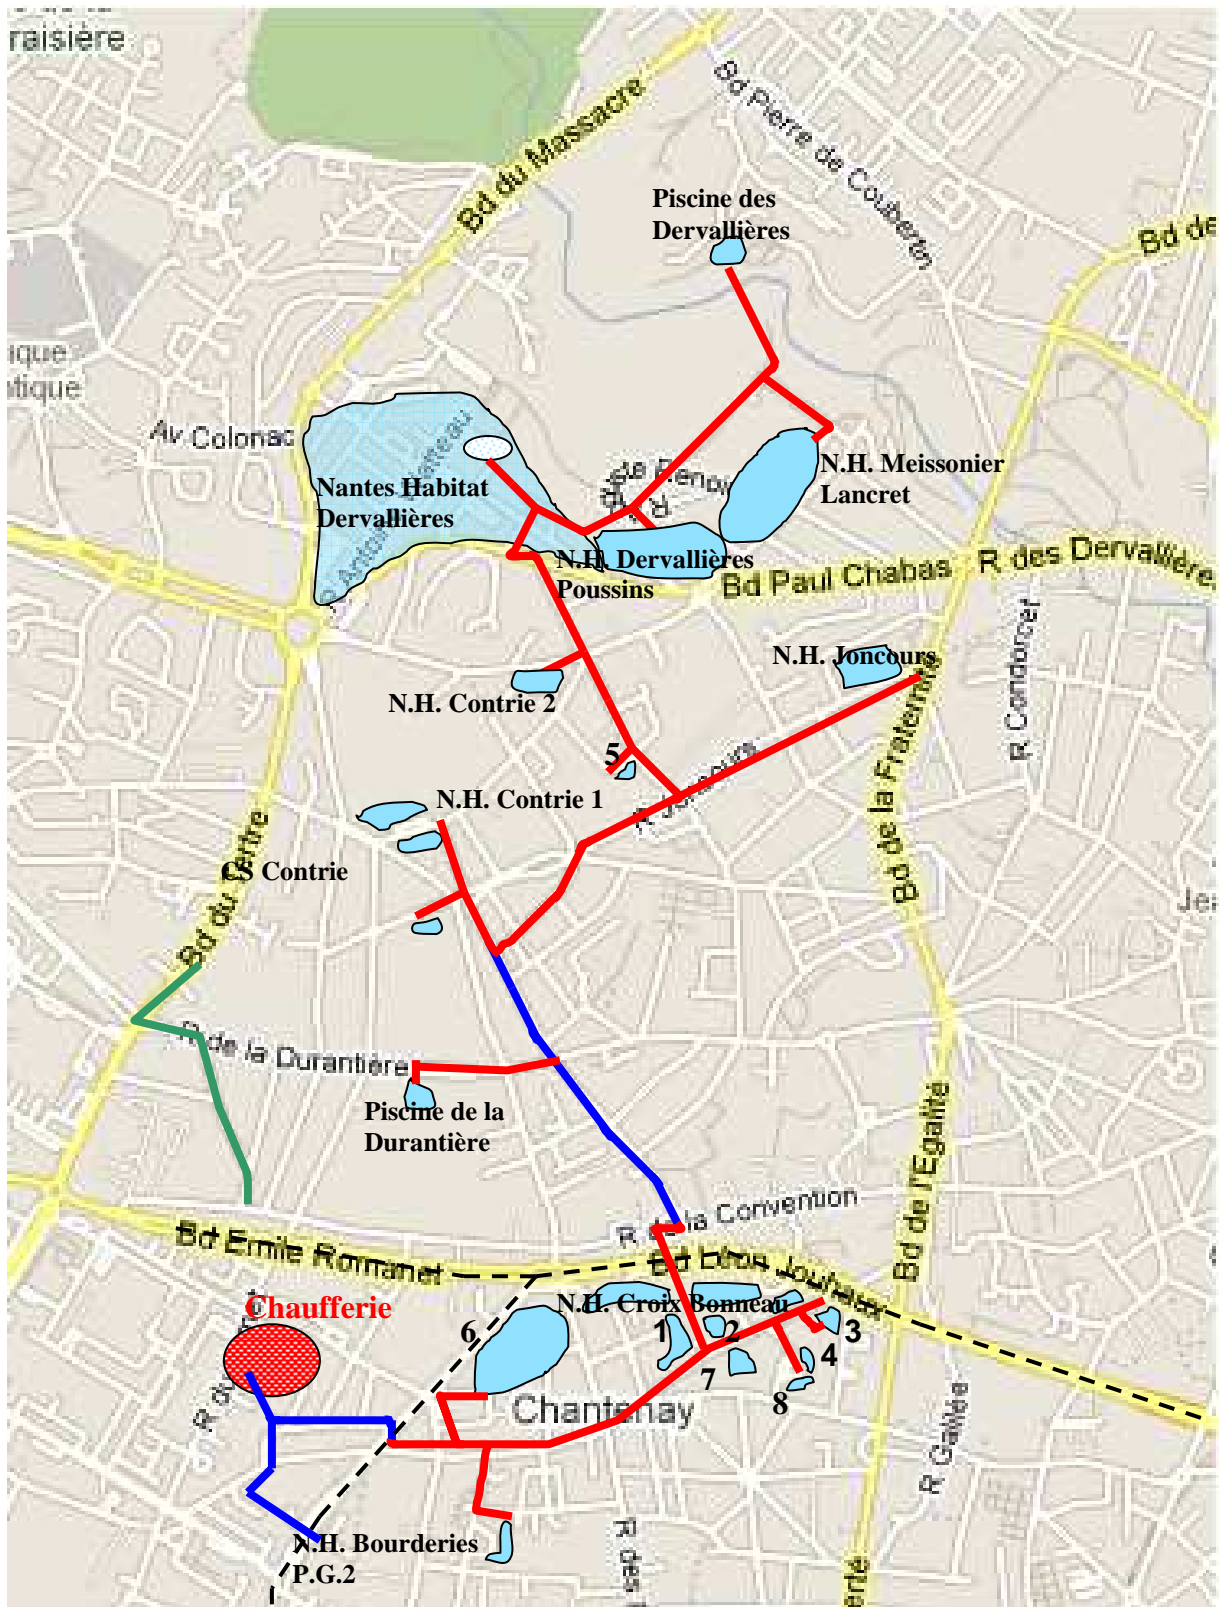 raisière
Bd du Massacre
Bd Pierre de Coubertin
Bd de
Piscine des
Dervallières
ique
tique
Av Colonac
Nantes Habitat
Dervallières
N.H. Meissonier
Lancret
N.H. Dervallières
Poussins
Bd Paul Chabas
R des Dervallières
R Condorcet
N.H. Joncours
N.H. Contrie 2
Bd de la Fraternité
5
N.H. Contrie 1
CS Contrie
Bd du Tertre
R de la Durantière
Piscine de la
Durantière
Bd de l'Egalité
R de la Convention
Bd Emile Romanet
Bd Léon Jouhaux
Chaufferie
N.H. Croix Bonneau
6
1
2
3
4
7
8
Chantenay
R Galilée
N.H. Bourderies
P.G.2
R des